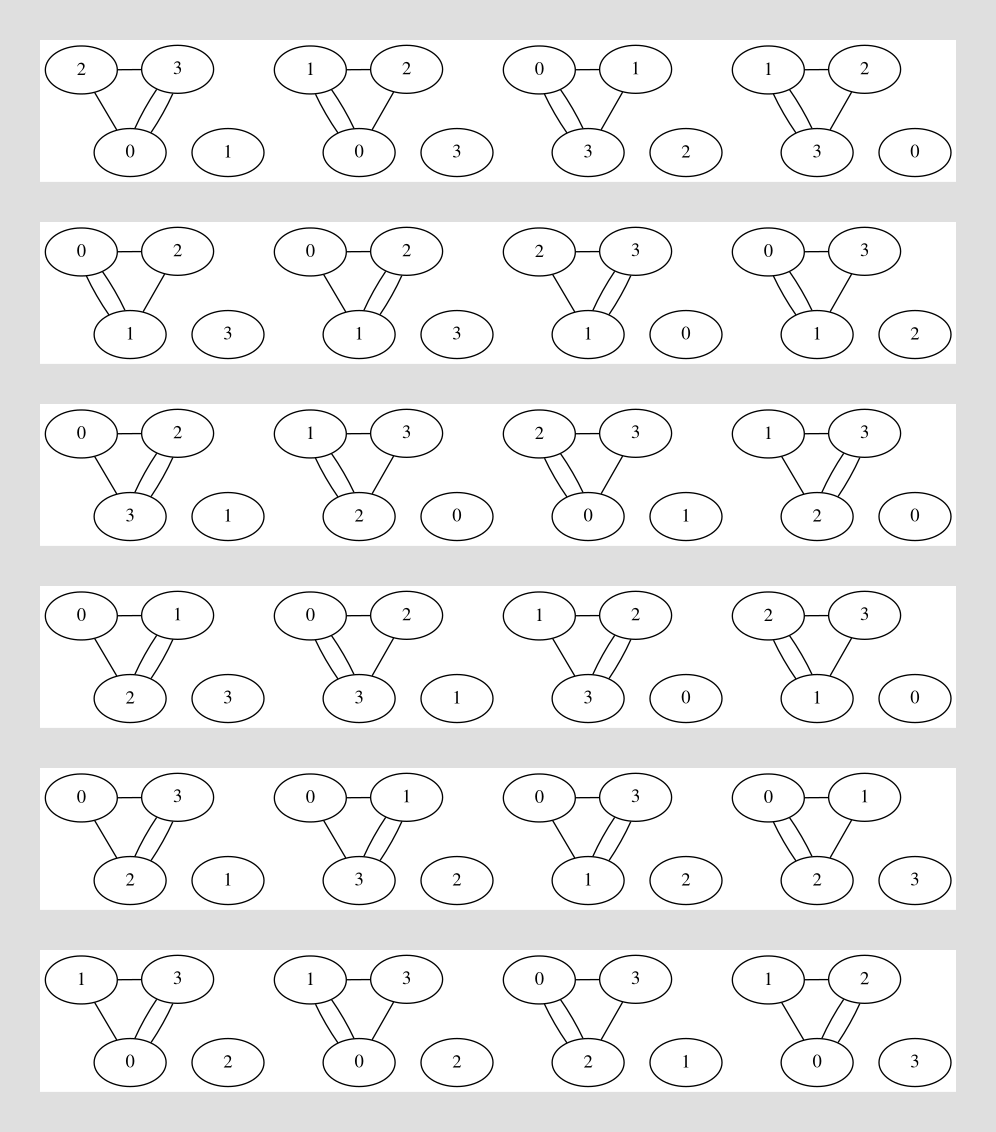 2 3 1 2 0 1 1 2
0 1 0 3 3 2 3 0
0 2 0 2 2 3 0 3
1 3 1 3 1 0 1 2
0 2 1 3 2 3 1 3
3 1 2 0 0 1 2 0
0 1 0 2 1 2 2 3
2 3 3 1 3 0 1 0
0 3 0 1 0 3 0 1
2 1 3 2 1 2 2 3
1 3 1 3 0 3 1 2
0 2 0 2 2 1 0 3